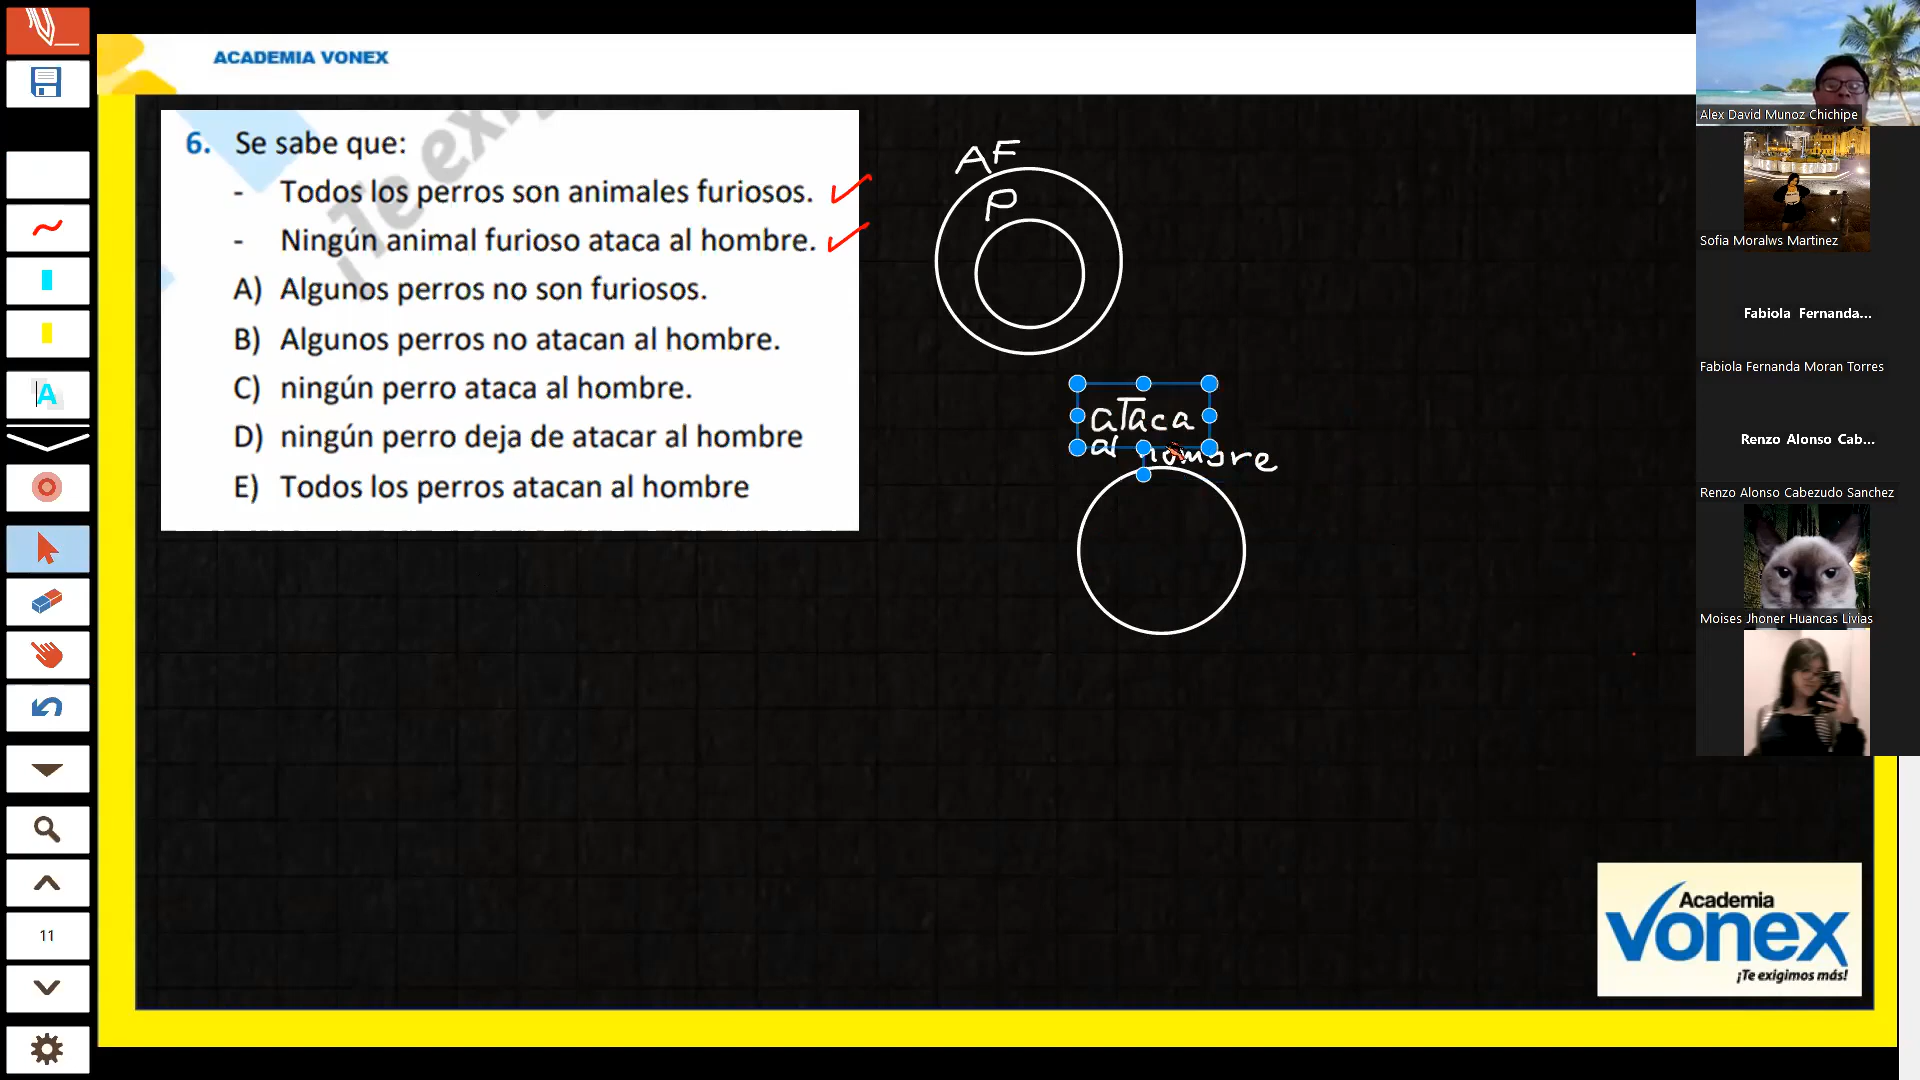 ACADEMIA VONEX
¡Te exi
6. Se sabe que:
- Todos los perros son animales furiosos.
- Ningún animal furioso ataca al hombre.
A) Algunos perros no son furiosos.
B) Algunos perros no atacan al hombre.
C) ningún perro ataca al hombre.
D) ningún perro deja de atacar al hombre
E) Todos los perros atacan al hombre
AF
P
ataca
al hombre
A
11
Alex David Munoz Chichipe
Sofia Moralws Martinez
Fabiola Fernanda...
Fabiola Fernanda Moran Torres
Renzo Alonso Cab...
Renzo Alonso Cabezudo Sanchez
Moises Jhoner Huancas Livias
Academia
vonex
¡Te exigimos más!